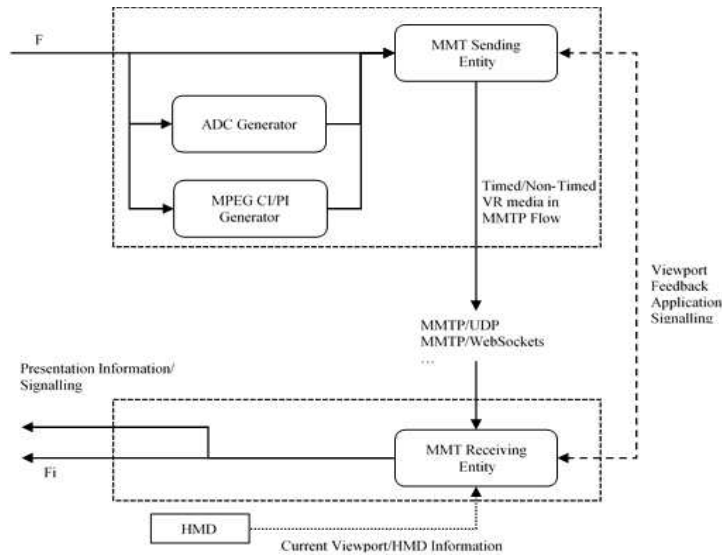 F
MMT Sending
Entity
ADC Generator
MPEG CI/PI
Generator
Timed/Non-Timed
VR media in
MMTP Flow
Viewport
Feedback
Application
Signalling
MMTP/UDP
MMTP/WebSockets
...
Presentation Information/
Signalling
MMT Receiving
Entity
Fi
HMD
Current Viewport/HMD Information